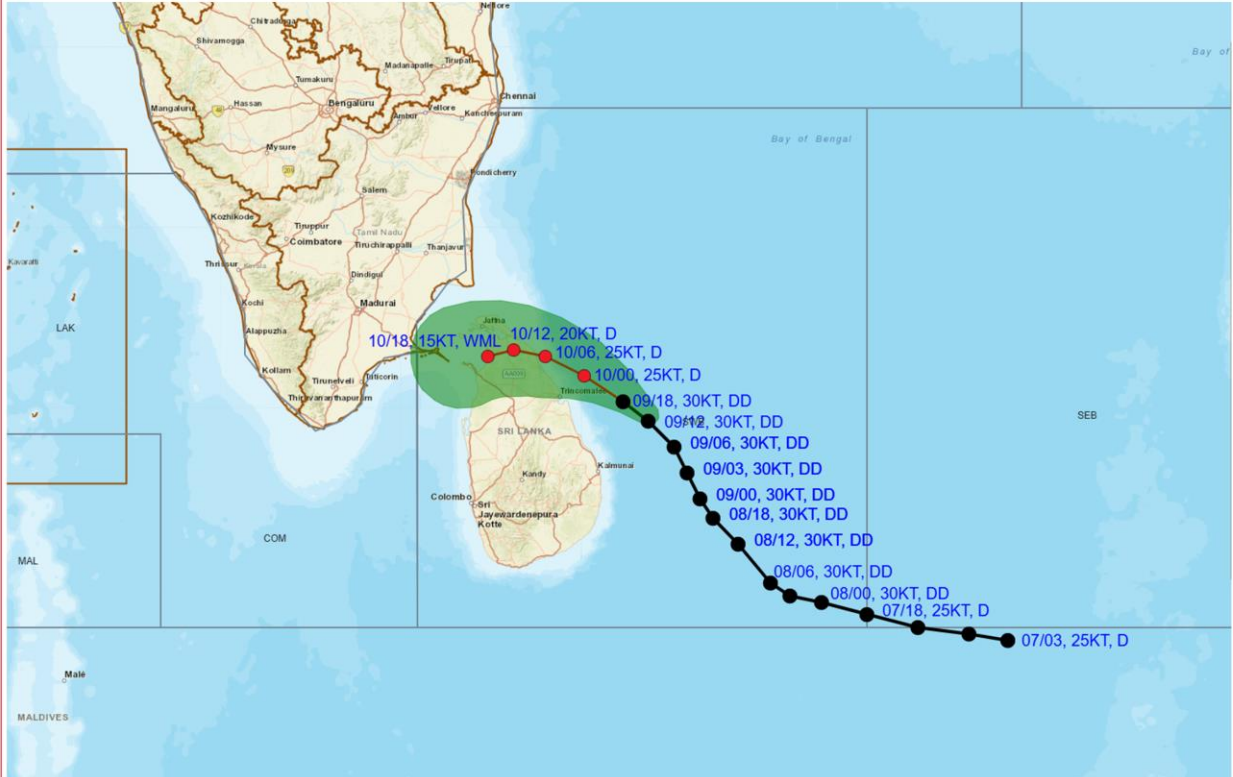 Nellore
Chitradurga
Shivamogga
Bay of
Madanapalle
Tirupati
Tumakuru
Chennai
Mangaluru
Hassan
Bengaluru
Vellore
Ambur
Kancheepuram
Bay of Bengal
Mysure
Pondicherry
Salem
Kozhikode
Tiruppur
Tamil Nadu
Coimbatore
Tiruchirappalli
Thanjavur
Kavaratti
Thrissur
Kerala
Dindigul
Kochi
Madurai
LAK
Alappuzha
Jaffna
10/12, 20KT, D
10/18, 15KT, WML
10/06, 25KT, D
Kollam
10/00, 25KT, D
Tirunelveli
Tuticorin
Thiruvananthapuram
Trincomalee
09/18, 30KT, DD
SEB
09/12, 30KT, DD
SRI LANKA
09/06, 30KT, DD
Kalmunai
Kandy
09/03, 30KT, DD
Colombo
Sri
Jayewardenepura
Kotte
09/00, 30KT, DD
08/18, 30KT, DD
COM
08/12, 30KT, DD
MAL
08/06, 30KT, DD
08/00, 30KT, DD
07/18, 25KT, D
07/03, 25KT, D
Malé
MALDIVES